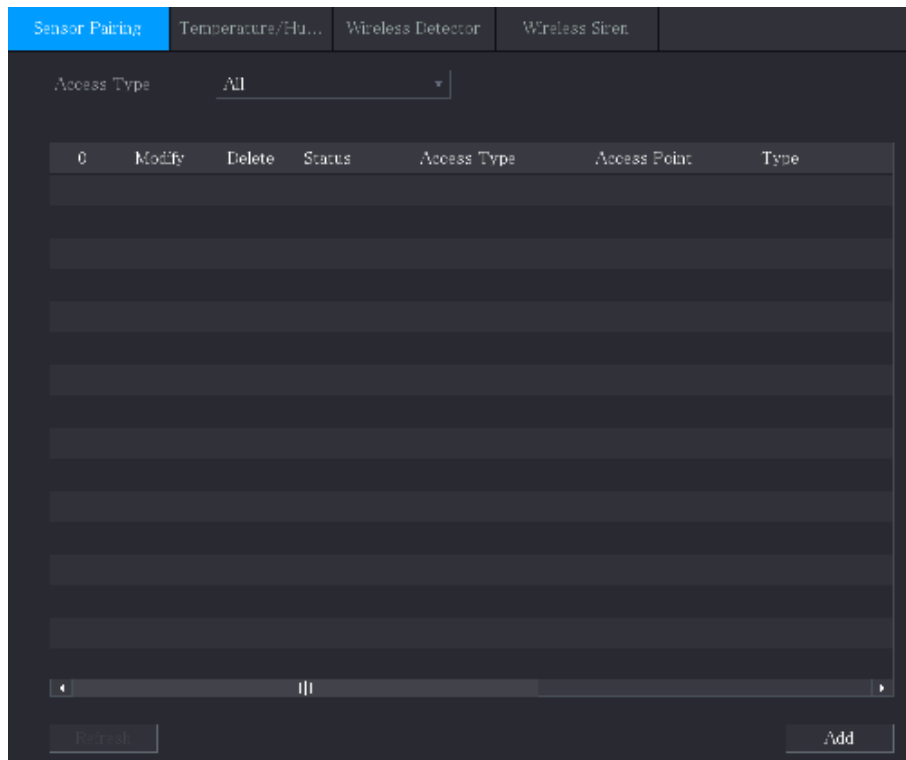 Sensor Pairing Temperature/Hu... Wireless Detector Wireless Siren
Access Type All
0 Modify Delete Status Access Type Access Point Type
Refresh Add